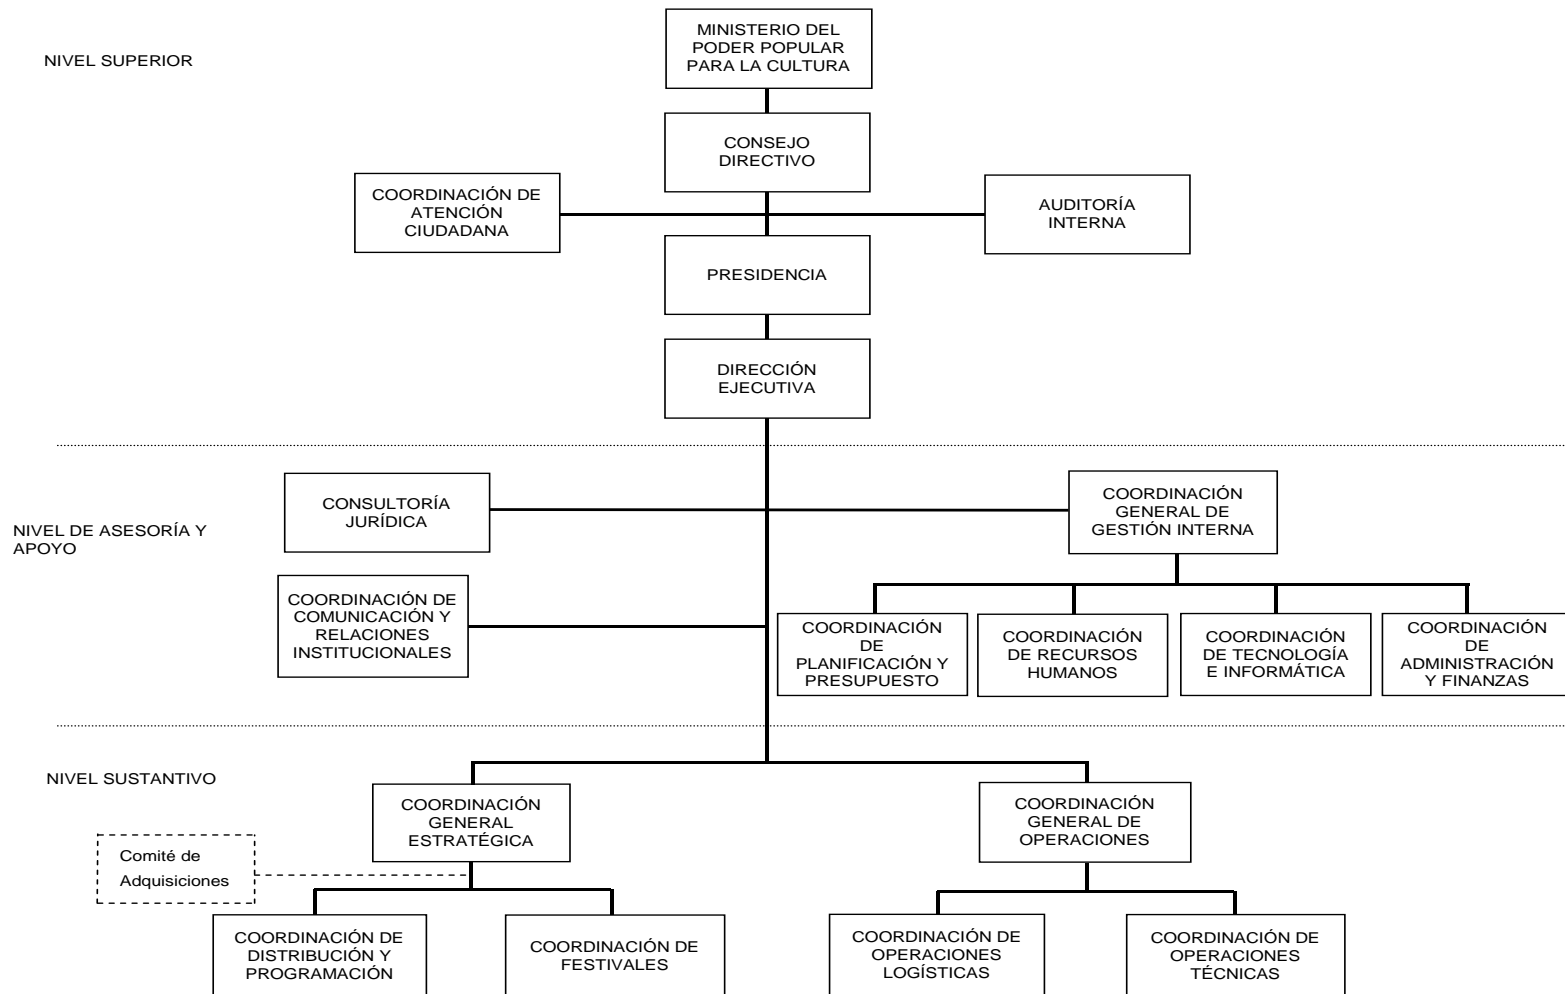 NIVEL SUPERIOR
MINISTERIO DEL
PODER POPULAR
PARA LA CULTURA
CONSEJO
DIRECTIVO
COORDINACIÓN DE
ATENCIÓN
CIUDADANA
AUDITORÍA
INTERNA
PRESIDENCIA
DIRECCIÓN
EJECUTIVA
NIVEL DE ASESORÍA Y
APOYO
CONSULTORÍA
JURÍDICA
COORDINACIÓN
GENERAL DE
GESTIÓN INTERNA
COORDINACIÓN DE
COMUNICACIÓN Y
RELACIONES
INSTITUCIONALES
COORDINACIÓN
DE
PLANIFICACIÓN Y
PRESUPUESTO
COORDINACIÓN
DE RECURSOS
HUMANOS
COORDINACIÓN
DE TECNOLOGÍA
E INFORMÁTICA
COORDINACIÓN
DE
ADMINISTRACIÓN
Y FINANZAS
NIVEL SUSTANTIVO
COORDINACIÓN
GENERAL
ESTRATÉGICA
COORDINACIÓN
GENERAL DE
OPERACIONES
Comité de
Adquisiciones
COORDINACIÓN DE
DISTRIBUCIÓN Y
PROGRAMACIÓN
COORDINACIÓN DE
FESTIVALES
COORDINACIÓN DE
OPERACIONES
LOGÍSTICAS
COORDINACIÓN DE
OPERACIONES
TÉCNICAS